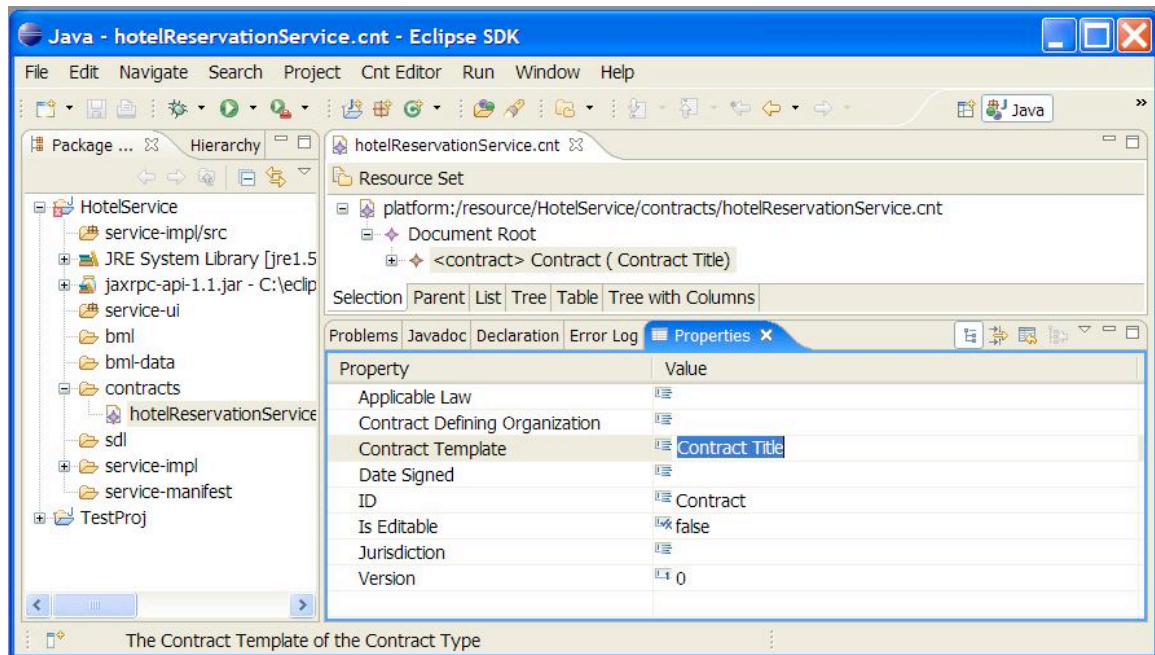 Java - hotelReservationService.cnt - Eclipse SDK
File Edit Navigate Search Project Cnt Editor Run Window Help
Java »
Package ... Hierarchy
HotelService
service-impl/src
JRE System Library [jre1.5
jaxrpc-api-1.1.jar - C:\eclip
service-ui
bml
bml-data
contracts
hotelReservationService
sdl
service-impl
service-manifest
TestProj
hotelReservationService.cnt
Resource Set
platform:/resource/HotelService/contracts/hotelReservationService.cnt
Document Root
<contract> Contract ( Contract Title)
Selection Parent List Tree Table Tree with Columns
Problems Javadoc Declaration Error Log Properties
Property Value
Applicable Law
Contract Defining Organization
Contract Template Contract Title
Date Signed
ID Contract
Is Editable false
Jurisdiction
Version 0
The Contract Template of the Contract Type